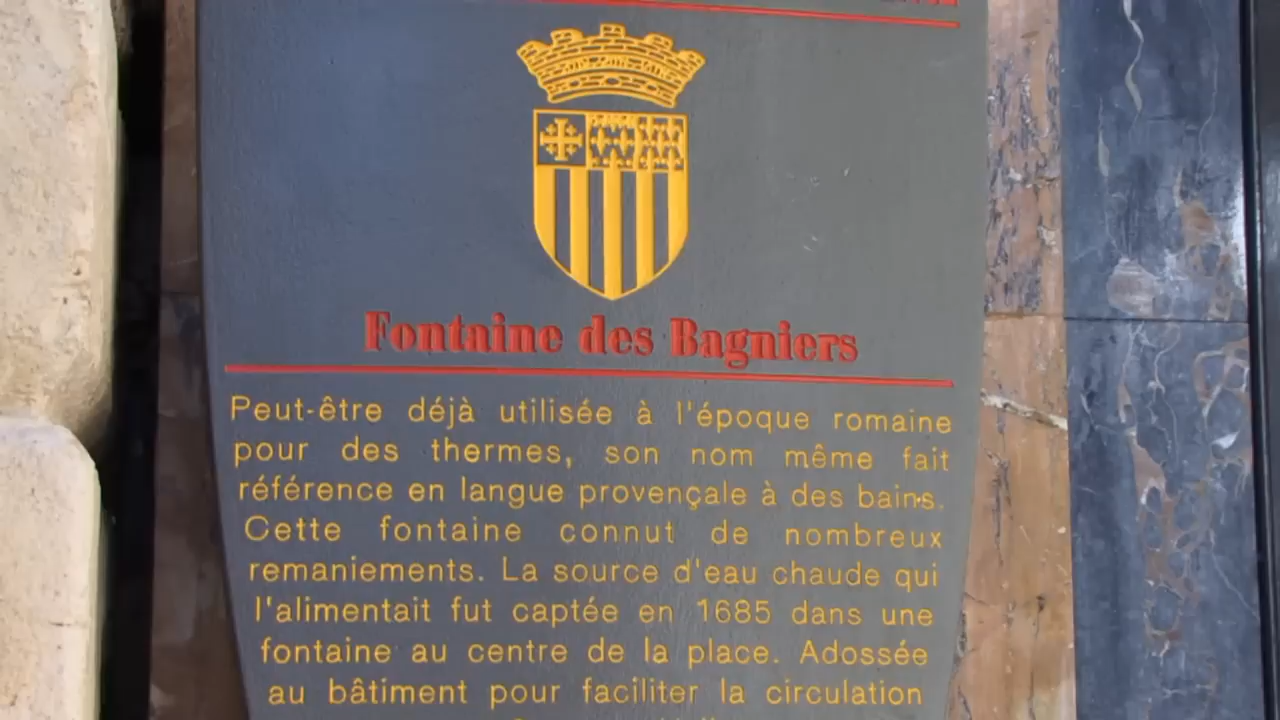 Fontaine des Bagniers
Peut-être déjà utilisée à l'époque romaine
pour des thermes, son nom même fait
référence en langue provençale à des bains.
Cette fontaine connut de nombreux
remaniements. La source d'eau chaude qui
l'alimentait fut captée en 1685 dans une
fontaine au centre de la place. Adossée
au bâtiment pour faciliter la circulation